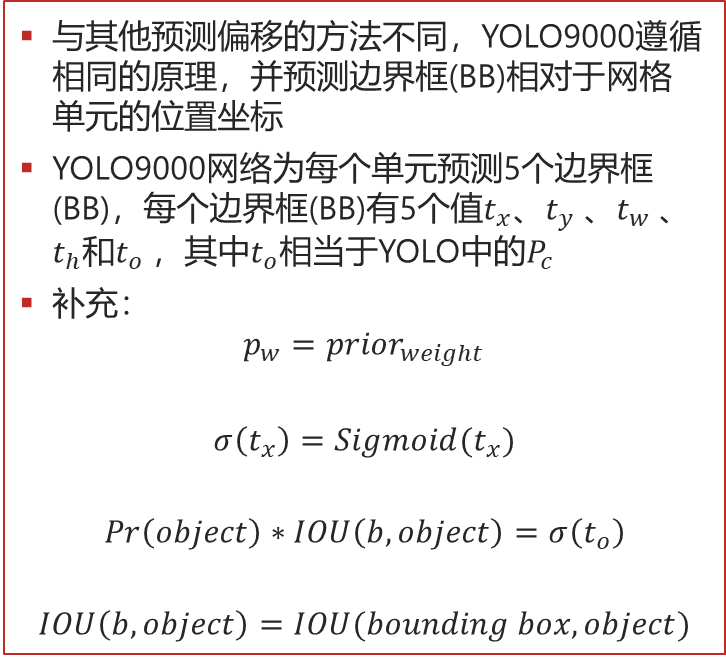 ▪ 与其他预测偏移的方法不同，YOLO9000遵循
相同的原理，并预测边界框(BB)相对于网格
单元的位置坐标
▪ YOLO9000网络为每个单元预测5个边界框
(BB)，每个边界框(BB)有5个值$t_x$、$t_y$、$t_w$、
$t_h$和$t_o$，其中$t_o$相当于YOLO中的$P_c$
▪ 补充：
$p_w = prior_{weight}$
$\sigma(t_x) = Sigmoid(t_x)$
$Pr(object) * IOU(b, object) = \sigma(t_o)$
$IOU(b, object) = IOU(bounding\ box, object)$